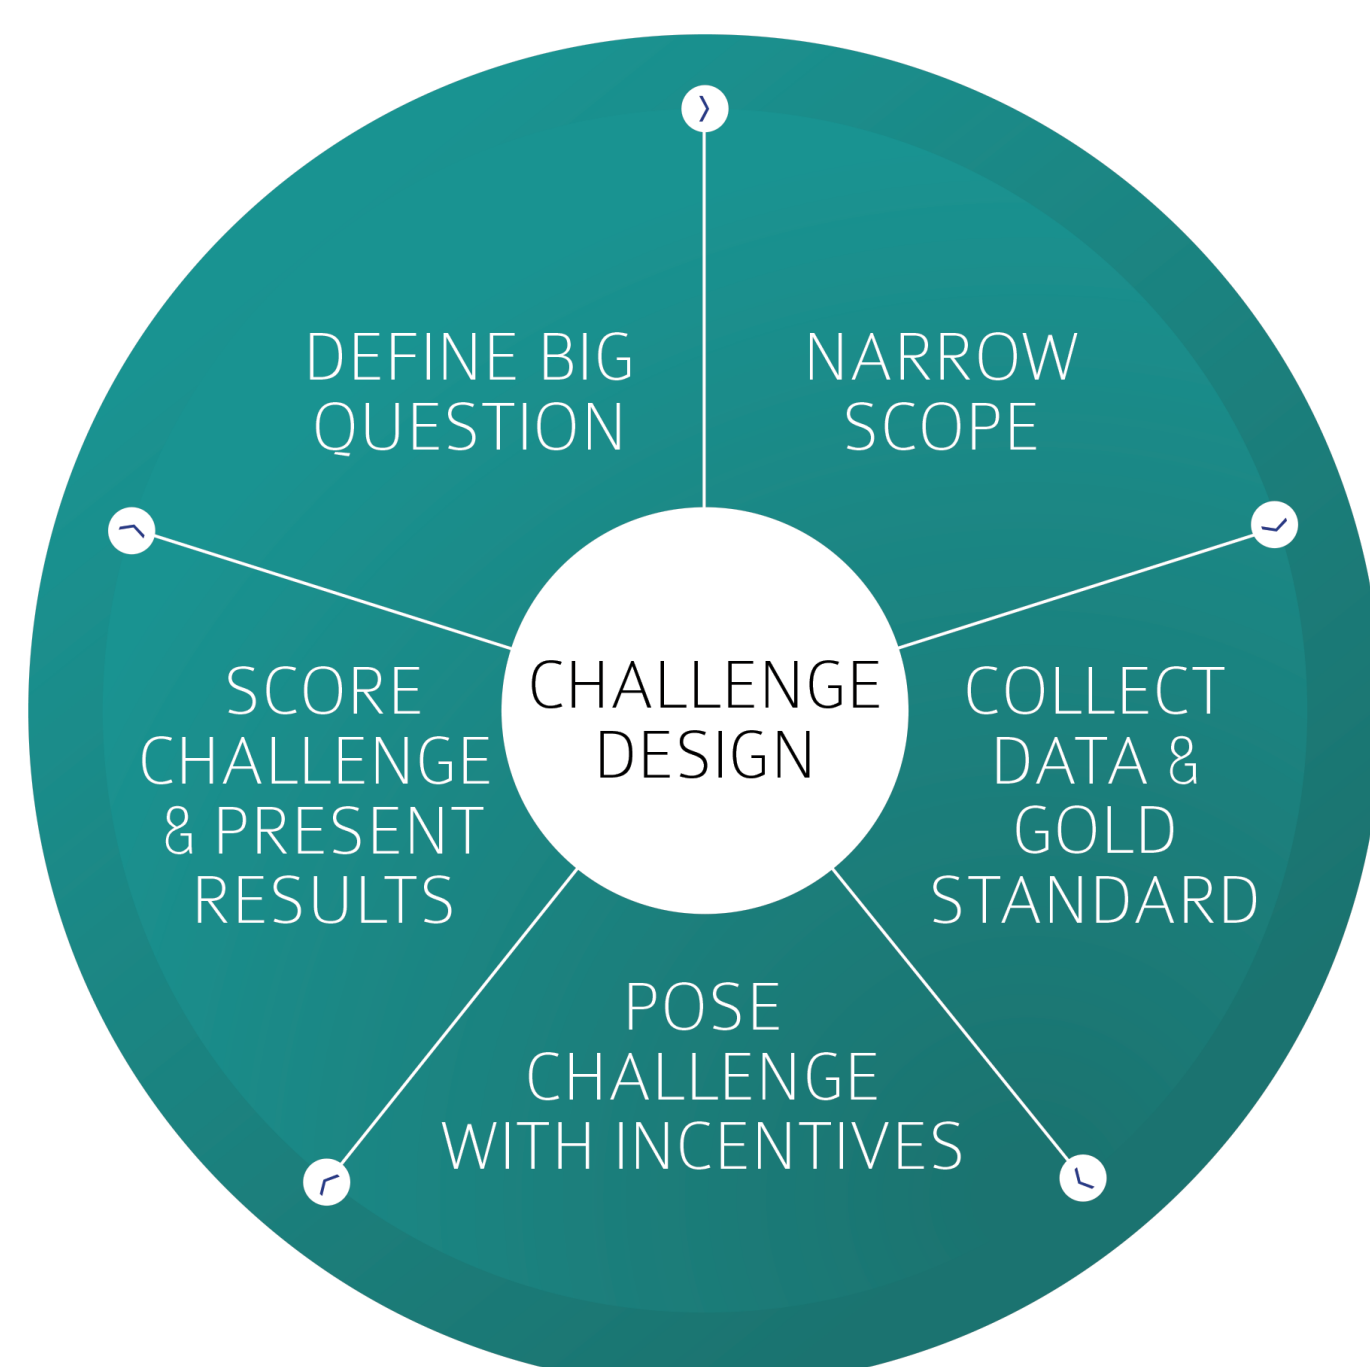 DEFINE BIG
QUESTION
NARROW
SCOPE
CHALLENGE
DESIGN
COLLECT
DATA &
GOLD
STANDARD
POSE
CHALLENGE
WITH INCENTIVES
SCORE
CHALLENGE
& PRESENT
RESULTS